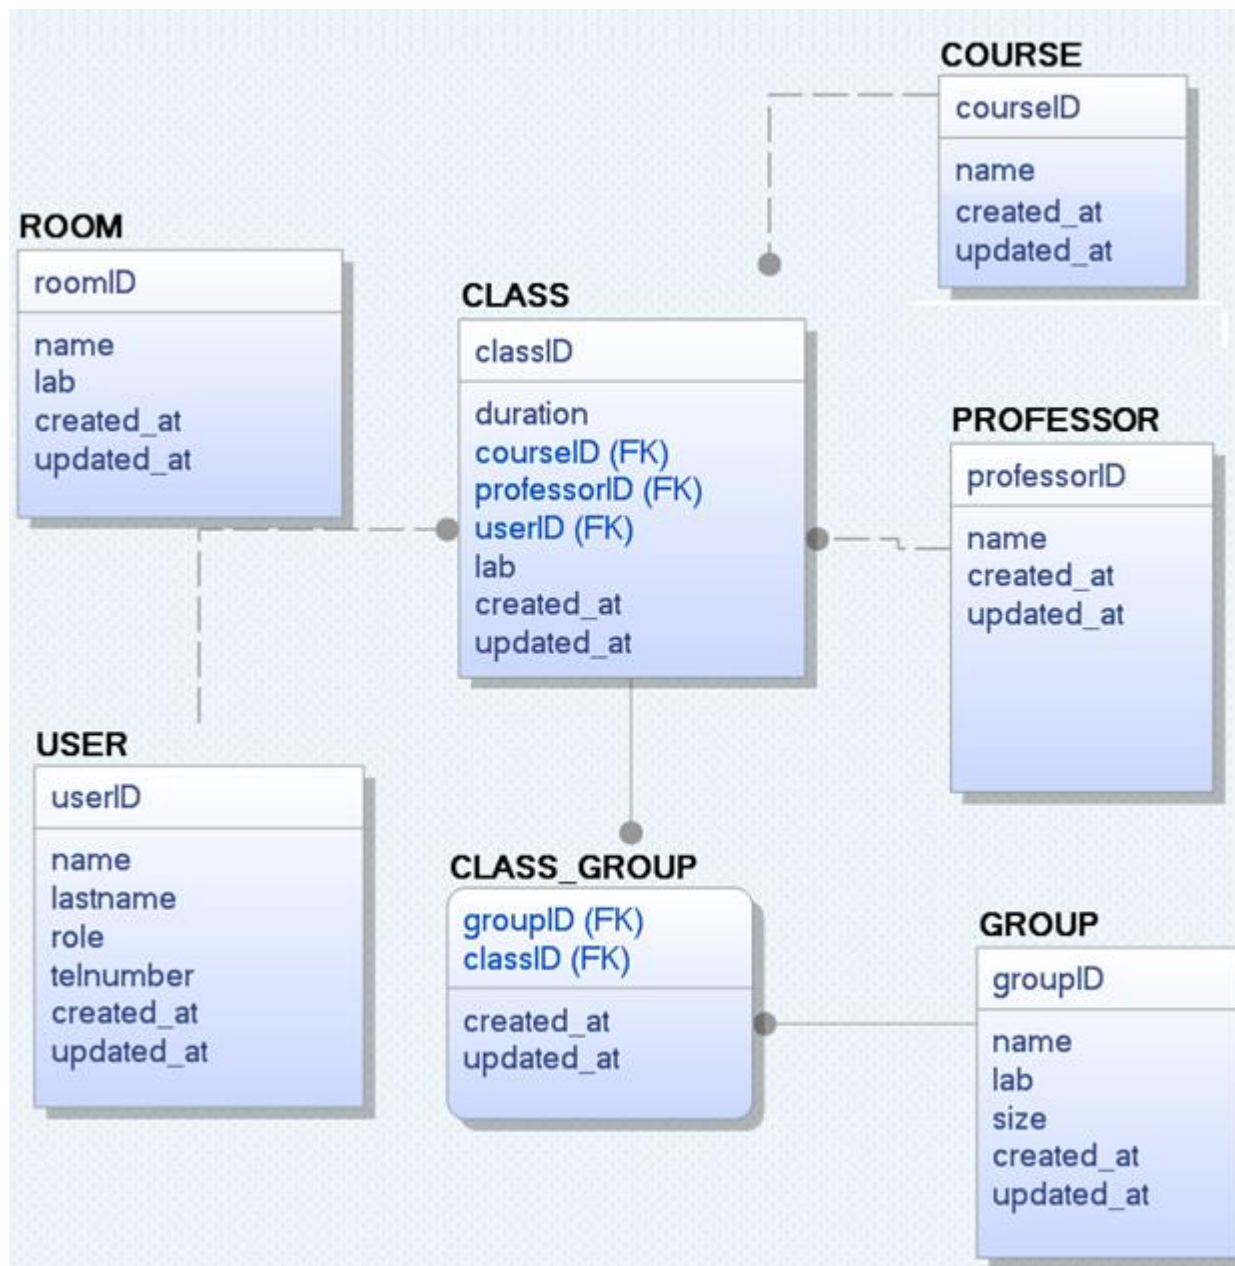 COURSE
courseID
name
created_at
updated_at
ROOM
roomID
name
lab
created_at
updated_at
CLASS
classID
duration
courseID (FK)
professorID (FK)
userID (FK)
lab
created_at
updated_at
PROFESSOR
professorID
name
created_at
updated_at
USER
userID
name
lastname
role
telnumber
created_at
updated_at
CLASS_GROUP
groupID (FK)
classID (FK)
created_at
updated_at
GROUP
groupID
name
lab
size
created_at
updated_at